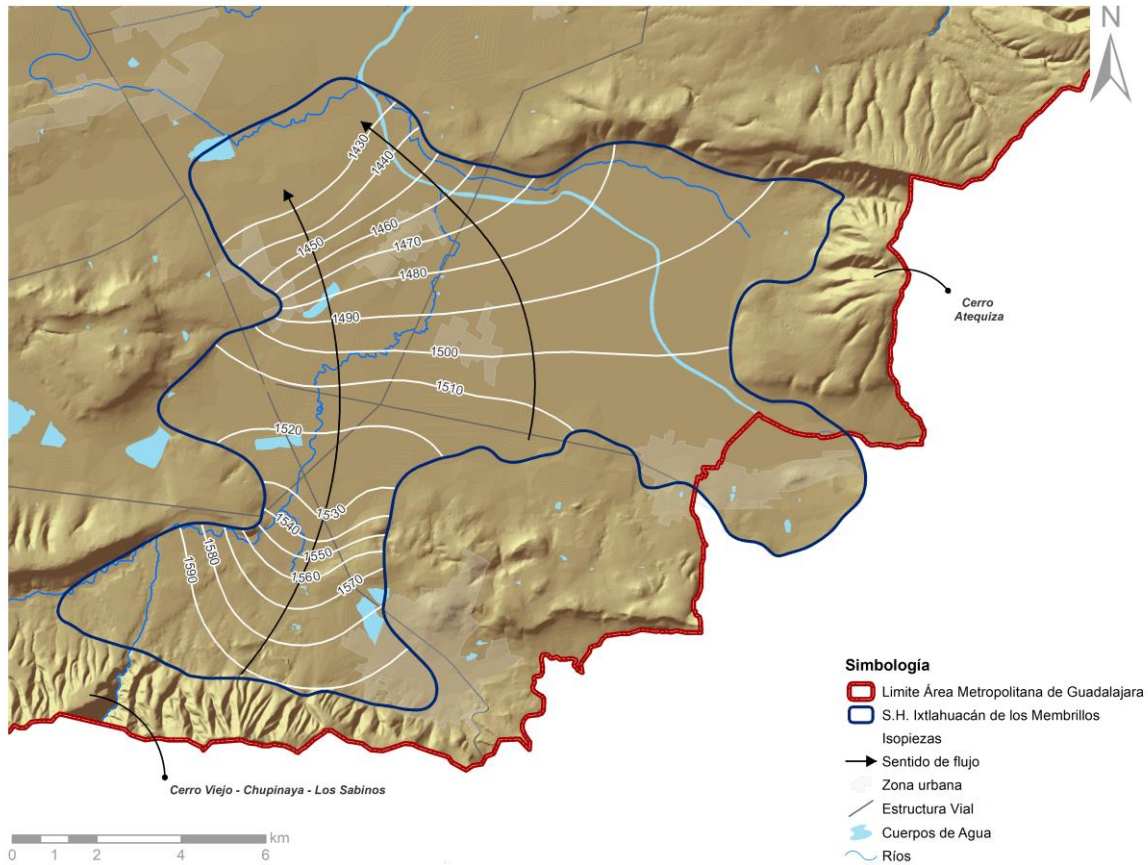 N
1430
1440
1450
1460
1470
1480
1490
1500
1510
1520
1530
1540
1550
1560
1570
1580
1590
Cerro
Atequiza
Cerro Viejo - Chupinaya - Los Sabinos
Simbología
Limite Área Metropolitana de Guadalajara
S.H. Ixtlahuacán de los Membrillos
Isopiezas
Sentido de flujo
Zona urbana
Estructura Vial
Cuerpos de Agua
Ríos
km
0 1 2 4 6